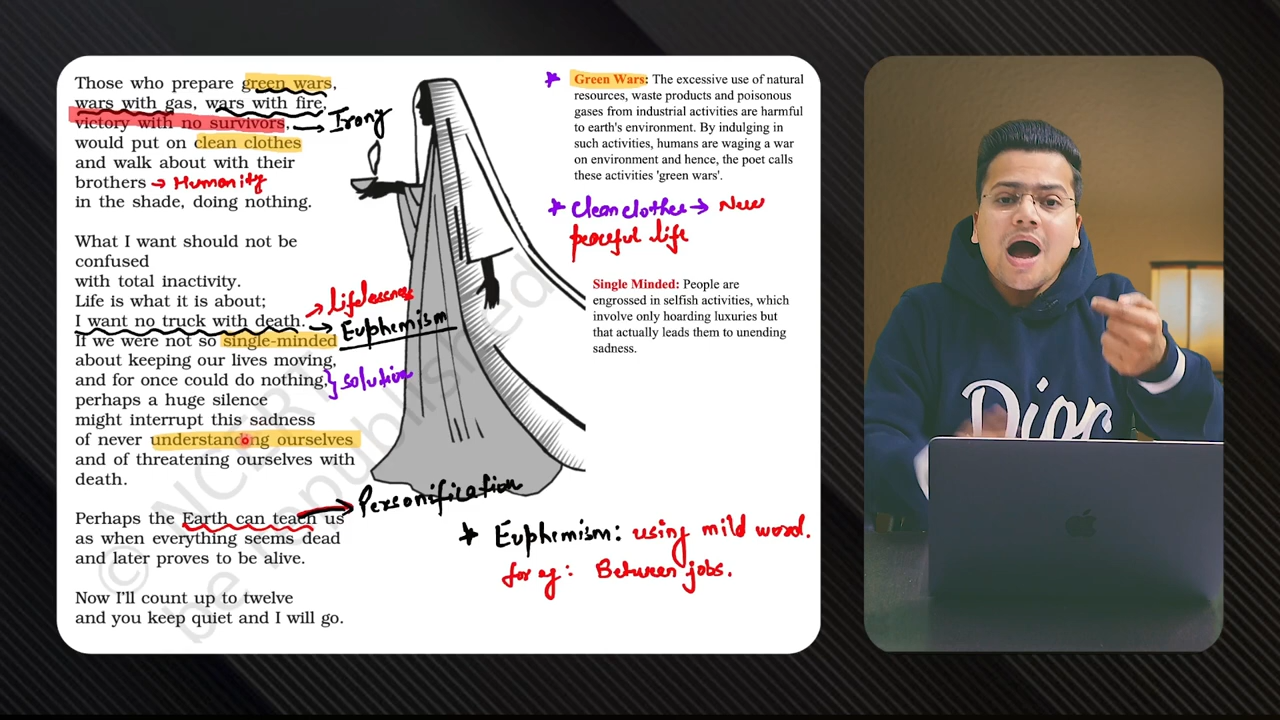 Those who prepare green wars,
wars with gas, wars with fire,
victory with no survivors, → Irony
would put on clean clothes
and walk about with their
brothers → Humanity
in the shade, doing nothing.
What I want should not be
confused
with total inactivity.
Life is what it is about;
→ lifelessness
I want no truck with death. → Euphemism
If we were not so single-minded
about keeping our lives moving,
and for once could do nothing, } solution
perhaps a huge silence
might interrupt this sadness
of never understanding ourselves
and of threatening ourselves with
death.
Perhaps the Earth can teach us → Personification
as when everything seems dead
and later proves to be alive.
Now I'll count up to twelve
and you keep quiet and I will go.
Green Wars: The excessive use of natural
resources, waste products and poisonous
gases from industrial activities are harmful
to earth's environment. By indulging in
such activities, humans are waging a war
on environment and hence, the poet calls
these activities 'green wars'.
* Clean clothes → New
peaceful life
Single Minded: People are
engrossed in selfish activities, which
involve only hoarding luxuries but
that actually leads them to unending
sadness.
* Euphemism: using mild word.
for eg: Between jobs.
© NCERT
be republished
Dior